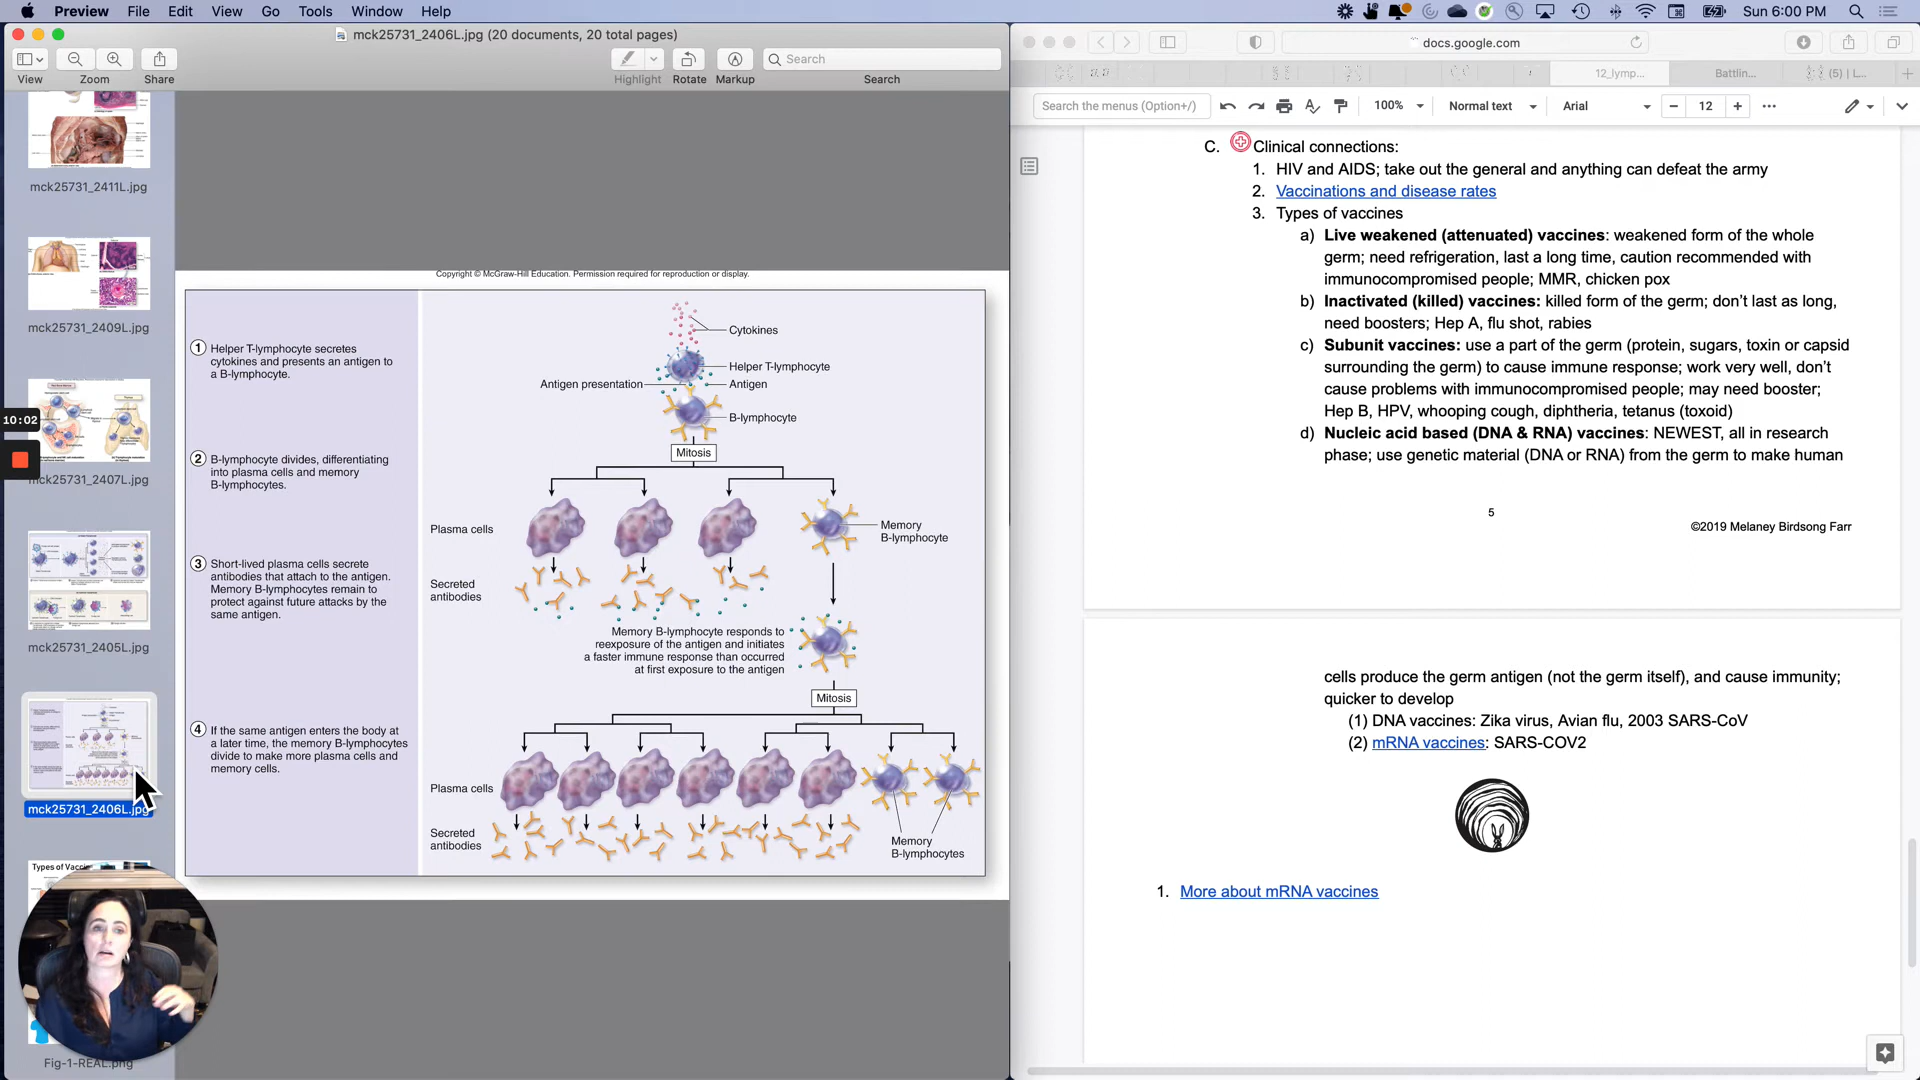 Preview File Edit View Go Tools Window Help
Sun 6:00 PM
mck25731_2406L.jpg (20 documents, 20 total pages)
View
Zoom
Share
Highlight
Rotate
Markup
Search
Search
mck25731_2411L.jpg
mck25731_2409L.jpg
mck25731_2407L.jpg
mck25731_2405L.jpg
mck25731_2406L.jpg
Types of Vacci
Fig-1-REAL.png
10:02
Copyright © McGraw-Hill Education. Permission required for reproduction or display.
1 Helper T-lymphocyte secretes
cytokines and presents an antigen to
a B-lymphocyte.
2 B-lymphocyte divides, differentiating
into plasma cells and memory
B-lymphocytes.
3 Short-lived plasma cells secrete
antibodies that attach to the antigen.
Memory B-lymphocytes remain to
protect against future attacks by the
same antigen.
4 If the same antigen enters the body at
a later time, the memory B-lymphocytes
divide to make more plasma cells and
memory cells.
Cytokines
Helper T-lymphocyte
Antigen presentation
Antigen
B-lymphocyte
Mitosis
Plasma cells
Memory
B-lymphocyte
Secreted
antibodies
Memory B-lymphocyte responds to
reexposure of the antigen and initiates
a faster immune response than occurred
at first exposure to the antigen
Mitosis
Plasma cells
Secreted
antibodies
Memory
B-lymphocytes
docs.google.com
12_lymp...
Battlin...
(5) | L...
Search the menus (Option+/)
100%
Normal text
Arial
12
C. Clinical connections:
1. HIV and AIDS; take out the general and anything can defeat the army
2. Vaccinations and disease rates
3. Types of vaccines
a) Live weakened (attenuated) vaccines: weakened form of the whole
germ; need refrigeration, last a long time, caution recommended with
immunocompromised people; MMR, chicken pox
b) Inactivated (killed) vaccines: killed form of the germ; don't last as long,
need boosters; Hep A, flu shot, rabies
c) Subunit vaccines: use a part of the germ (protein, sugars, toxin or capsid
surrounding the germ) to cause immune response; work very well, don't
cause problems with immunocompromised people; may need booster;
Hep B, HPV, whooping cough, diphtheria, tetanus (toxoid)
d) Nucleic acid based (DNA & RNA) vaccines: NEWEST, all in research
phase; use genetic material (DNA or RNA) from the germ to make human
5
©2019 Melaney Birdsong Farr
cells produce the germ antigen (not the germ itself), and cause immunity;
quicker to develop
(1) DNA vaccines: Zika virus, Avian flu, 2003 SARS-CoV
(2) mRNA vaccines: SARS-COV2
1. More about mRNA vaccines